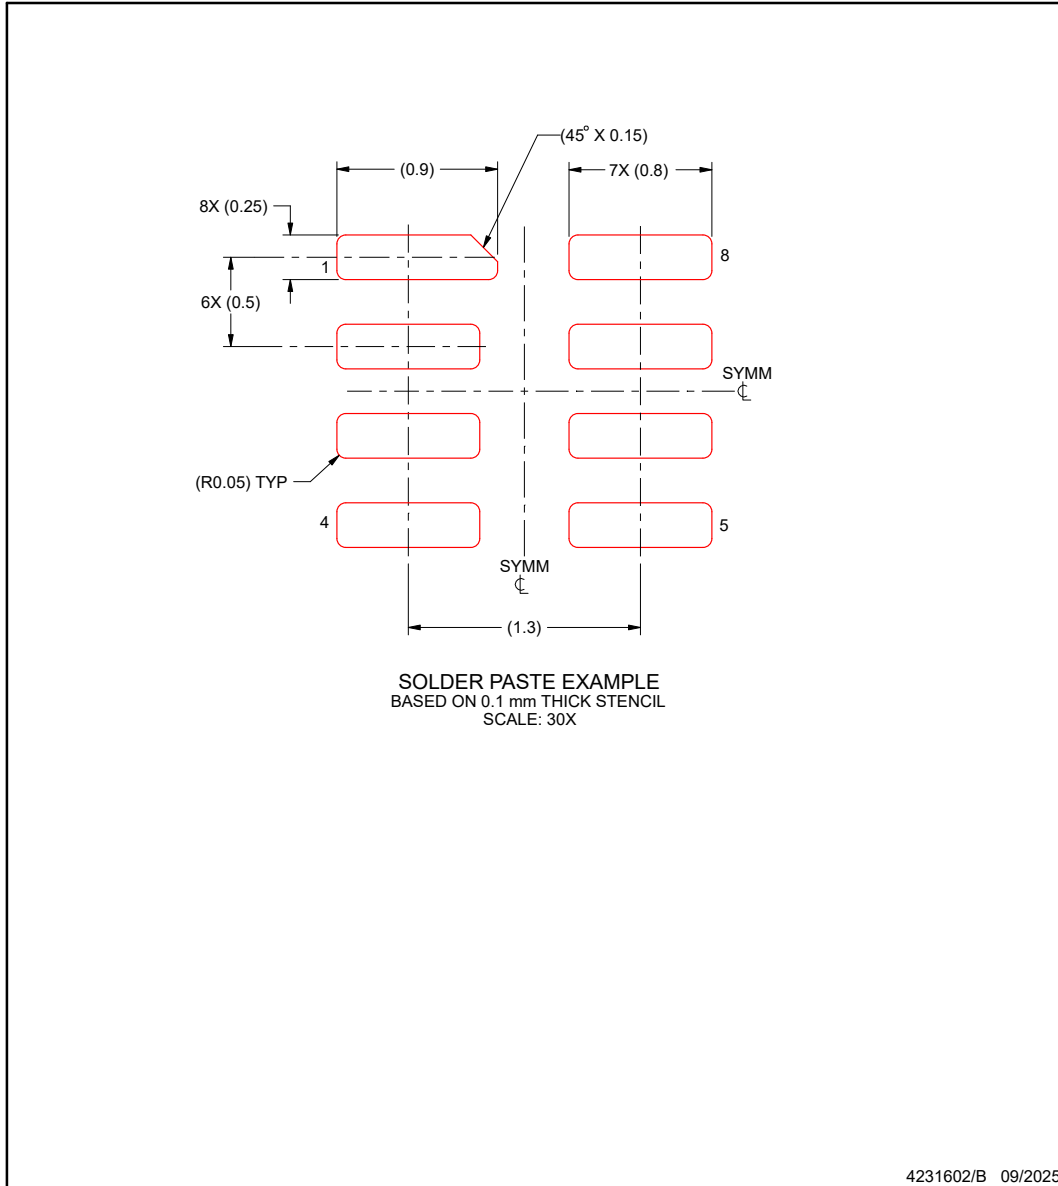 (45° X 0.15)
(0.9)
7X (0.8)
8X (0.25)
1
8
6X (0.5)
SYMM
℄
(R0.05) TYP
4
5
SYMM
℄
(1.3)
SOLDER PASTE EXAMPLE
BASED ON 0.1 mm THICK STENCIL
SCALE: 30X
4231602/B 09/2025